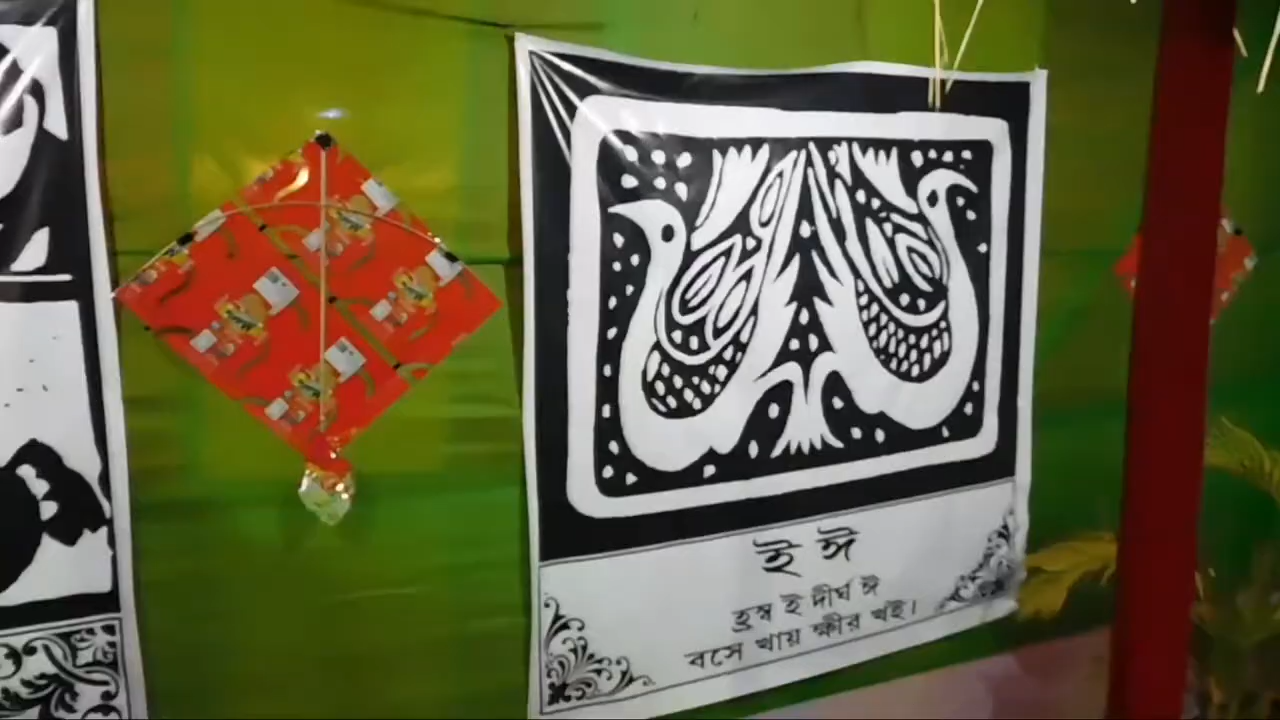 ই ঈ
হ্রস্ব ই দীর্ঘ ঈ
বসে খায় ক্ষীর খই।